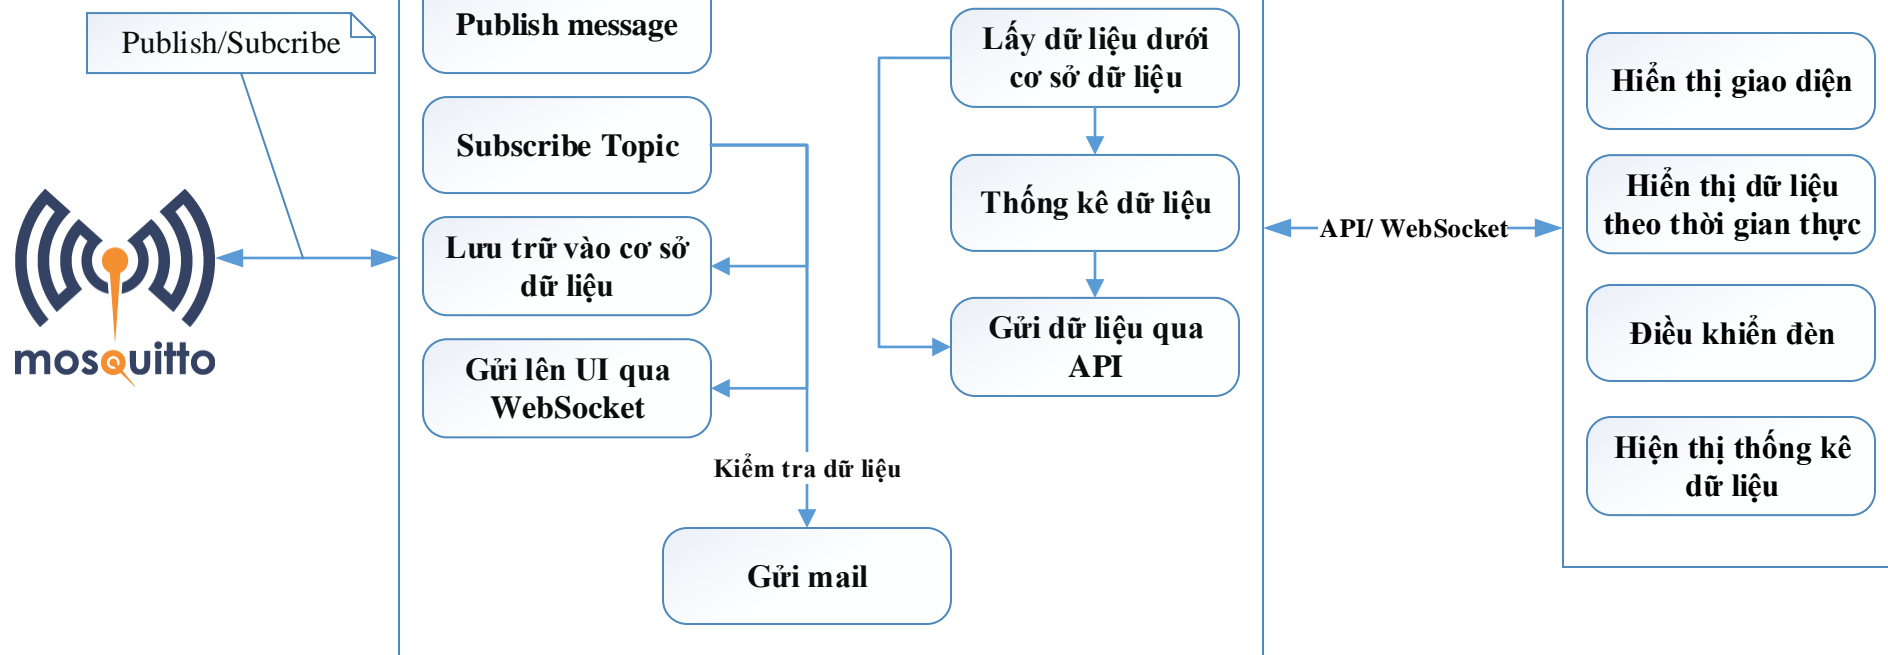 Publish/Subcribe
mosquitto
Publish message
Subscribe Topic
Lưu trữ vào cơ sở
dữ liệu
Gửi lên UI qua
WebSocket
Kiểm tra dữ liệu
Gửi mail
Lấy dữ liệu dưới
cơ sở dữ liệu
Thống kê dữ liệu
Gửi dữ liệu qua
API
API/ WebSocket
Hiển thị giao diện
Hiển thị dữ liệu
theo thời gian thực
Điều khiển đèn
Hiện thị thống kê
dữ liệu